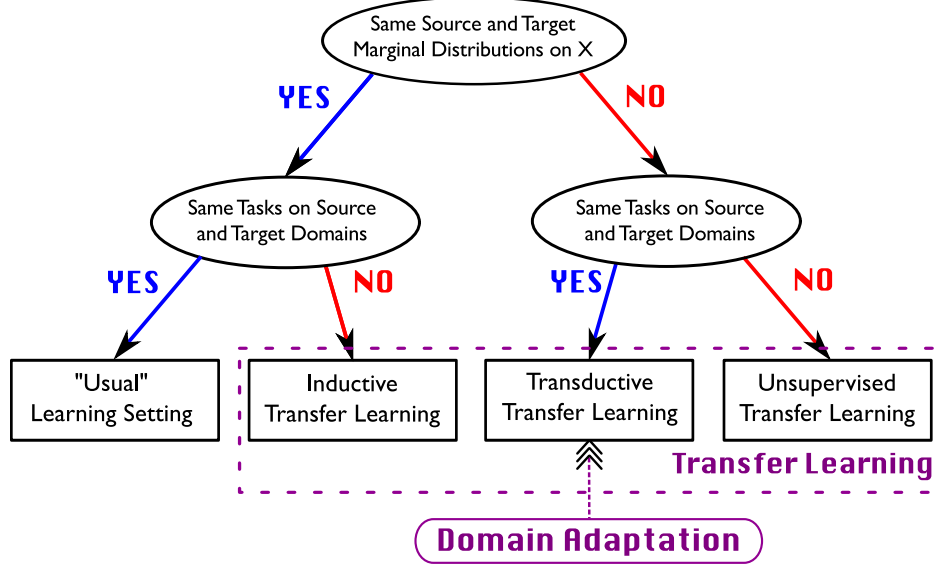 Same Source and Target
Marginal Distributions on X
YES
NO
Same Tasks on Source
and Target Domains
Same Tasks on Source
and Target Domains
YES
NO
YES
NO
"Usual"
Learning Setting
Inductive
Transfer Learning
Transductive
Transfer Learning
Unsupervised
Transfer Learning
Transfer Learning
Domain Adaptation